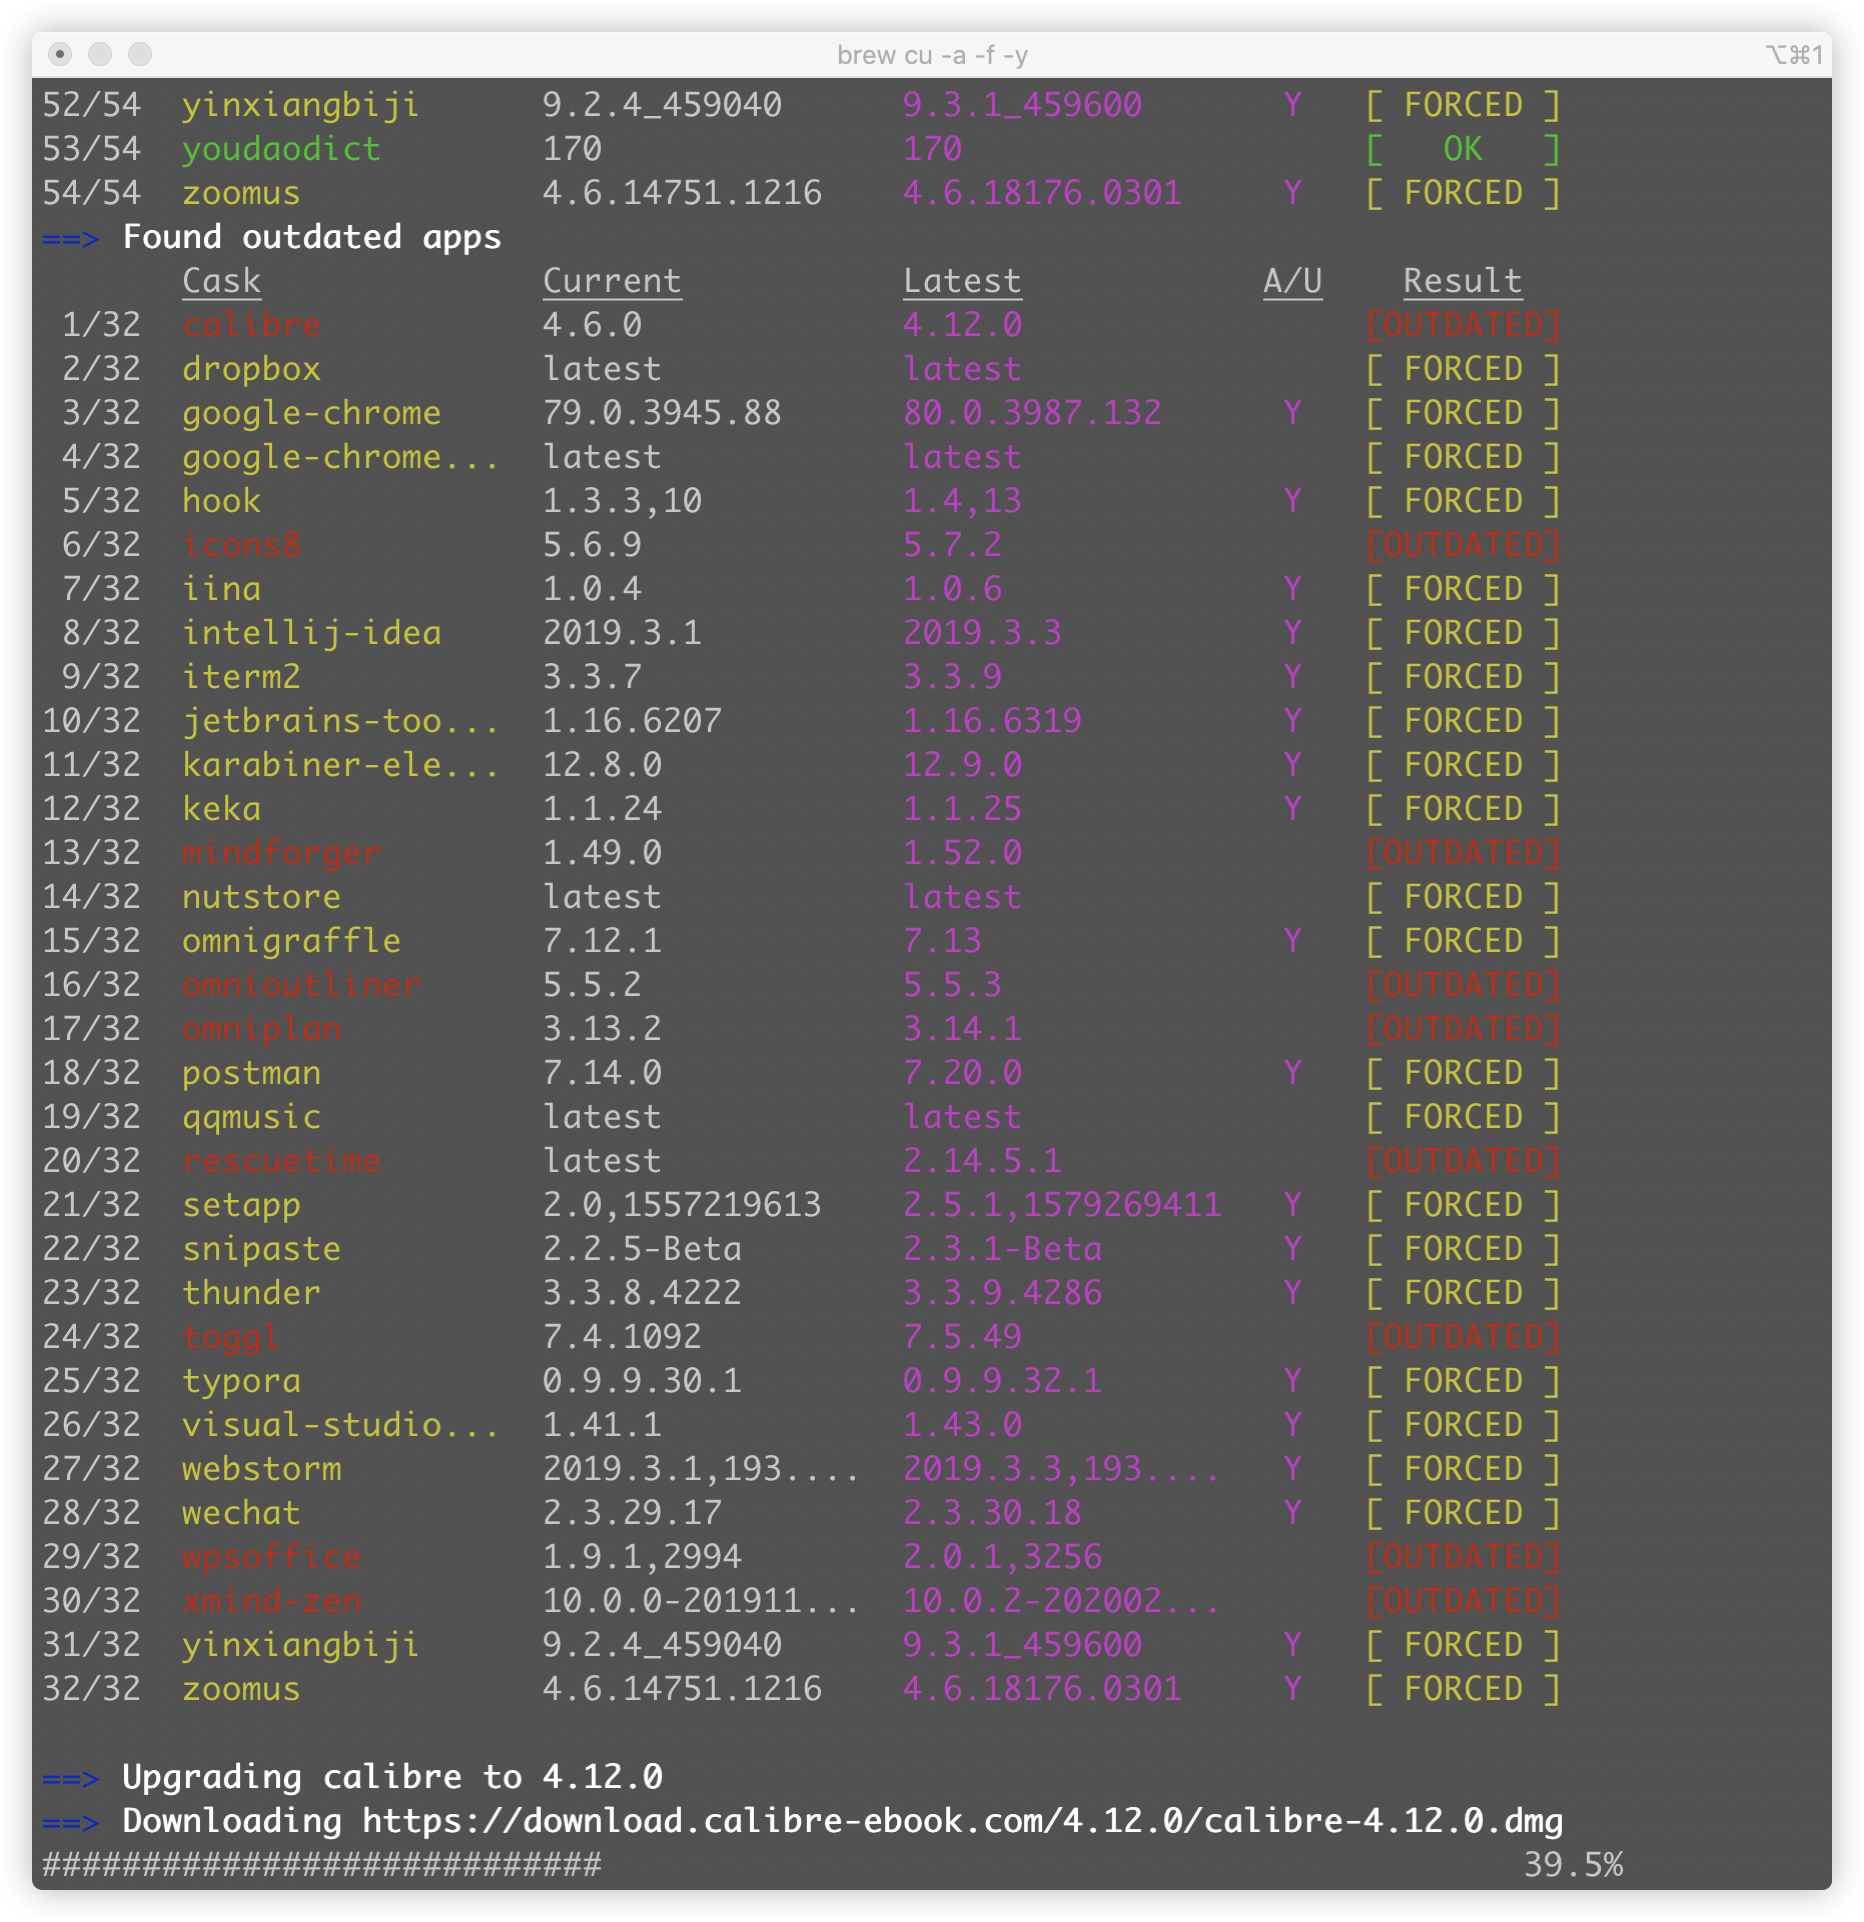 brew cu -a -f -y ⌥⌘1
52/54 yinxiangbiji 9.2.4_459040 9.3.1_459600 Y [ FORCED ]
53/54 youdaodict 170 170 [ OK ]
54/54 zoomus 4.6.14751.1216 4.6.18176.0301 Y [ FORCED ]
==> Found outdated apps
Cask Current Latest A/U Result
1/32 calibre 4.6.0 4.12.0 [OUTDATED]
2/32 dropbox latest latest [ FORCED ]
3/32 google-chrome 79.0.3945.88 80.0.3987.132 Y [ FORCED ]
4/32 google-chrome... latest latest [ FORCED ]
5/32 hook 1.3.3,10 1.4,13 Y [ FORCED ]
6/32 icons8 5.6.9 5.7.2 [OUTDATED]
7/32 iina 1.0.4 1.0.6 Y [ FORCED ]
8/32 intellij-idea 2019.3.1 2019.3.3 Y [ FORCED ]
9/32 iterm2 3.3.7 3.3.9 Y [ FORCED ]
10/32 jetbrains-too... 1.16.6207 1.16.6319 Y [ FORCED ]
11/32 karabiner-ele... 12.8.0 12.9.0 Y [ FORCED ]
12/32 keka 1.1.24 1.1.25 Y [ FORCED ]
13/32 mindforger 1.49.0 1.52.0 [OUTDATED]
14/32 nutstore latest latest [ FORCED ]
15/32 omnigraffle 7.12.1 7.13 Y [ FORCED ]
16/32 omnioutliner 5.5.2 5.5.3 [OUTDATED]
17/32 omniplan 3.13.2 3.14.1 [OUTDATED]
18/32 postman 7.14.0 7.20.0 Y [ FORCED ]
19/32 qqmusic latest latest [ FORCED ]
20/32 rescuetime latest 2.14.5.1 [OUTDATED]
21/32 setapp 2.0,1557219613 2.5.1,1579269411 Y [ FORCED ]
22/32 snipaste 2.2.5-Beta 2.3.1-Beta Y [ FORCED ]
23/32 thunder 3.3.8.4222 3.3.9.4286 Y [ FORCED ]
24/32 toggl 7.4.1092 7.5.49 [OUTDATED]
25/32 typora 0.9.9.30.1 0.9.9.32.1 Y [ FORCED ]
26/32 visual-studio... 1.41.1 1.43.0 Y [ FORCED ]
27/32 webstorm 2019.3.1,193.... 2019.3.3,193.... Y [ FORCED ]
28/32 wechat 2.3.29.17 2.3.30.18 Y [ FORCED ]
29/32 wpsoffice 1.9.1,2994 2.0.1,3256 [OUTDATED]
30/32 xmind-zen 10.0.0-201911... 10.0.2-202002... [OUTDATED]
31/32 yinxiangbiji 9.2.4_459040 9.3.1_459600 Y [ FORCED ]
32/32 zoomus 4.6.14751.1216 4.6.18176.0301 Y [ FORCED ]
==> Upgrading calibre to 4.12.0
==> Downloading https://download.calibre-ebook.com/4.12.0/calibre-4.12.0.dmg
############################ 39.5%